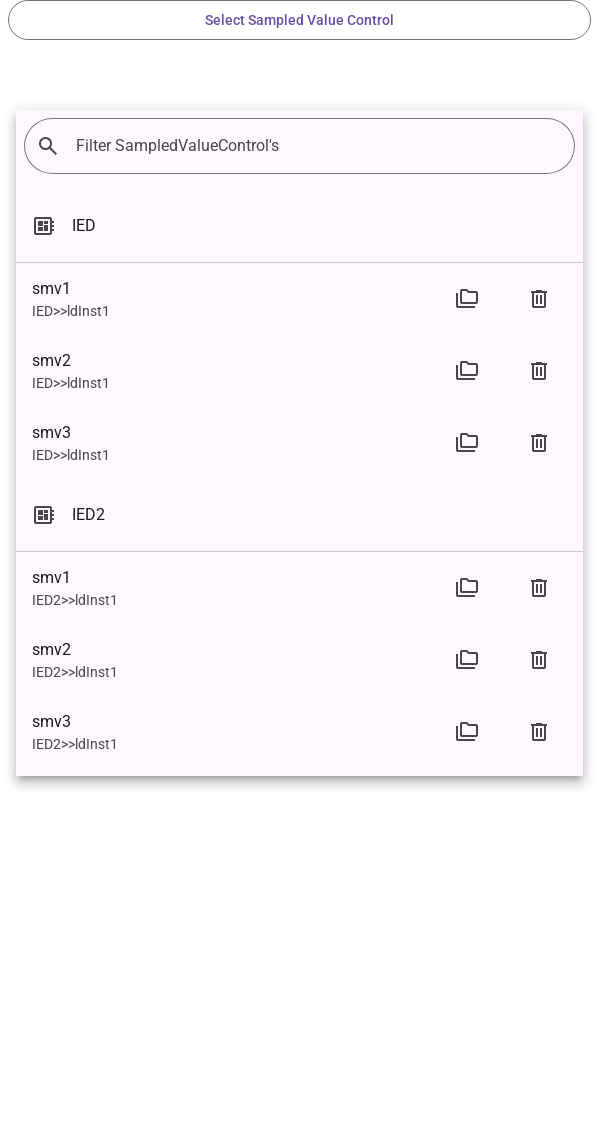 Select Sampled Value Control
Filter SampledValueControl's
IED
smv1
IED>>ldInst1
smv2
IED>>ldInst1
smv3
IED>>ldInst1
IED2
smv1
IED2>>ldInst1
smv2
IED2>>ldInst1
smv3
IED2>>ldInst1